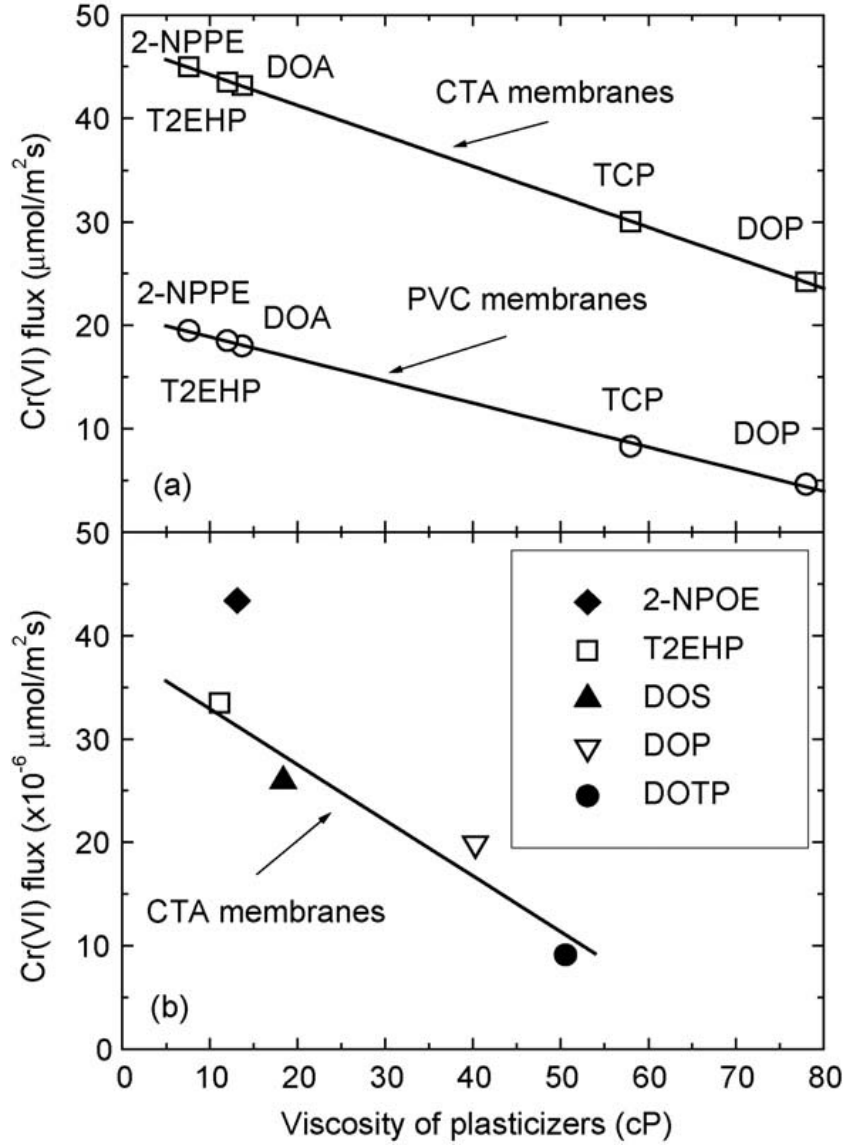 50
2-NPPE
DOA
CTA membranes
40
T2EHP
TCP
30
DOP
Cr(VI) flux (μmol/m²s)
2-NPPE
PVC membranes
20
DOA
T2EHP
TCP
10
DOP
(a)
50
2-NPOE
40
T2EHP
DOS
30
DOP
DOTP
Cr(VI) flux (x10⁻⁶ μmol/m²s)
20
CTA membranes
10
(b)
0
0 10 20 30 40 50 60 70 80
Viscosity of plasticizers (cP)